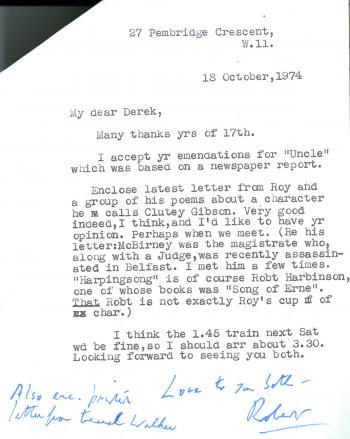 27 Pembridge Crescent,
W.11.
18 October,1974
My dear Derek,
Many thanks yrs of 17th.
I accept yr emendations for "Uncle"
which was based on a newspaper report.
Enclose latest letter from Roy and
a group of his poems about a character
he calls Clutey Gibson. Very good
indeed,I think,and I'd like to have yr
opinion. Perhaps when we meet. (Re his
letter:McBirney was the magistrate who,
along with a Judge,was recently assassin-
ated in Belfast. I met him a few times.
"Harpingsong" is of course Robt Harbinson,
one of whose books was "Song of Erne".
That Robt is not exactly Roy's cup of
char.)
I think the 1.45 train next Sat
wd be fine,so I should arr about 3.30.
Looking forward to seeing you both.
Also enc.
letter from Walker
Love to you both –
Robert